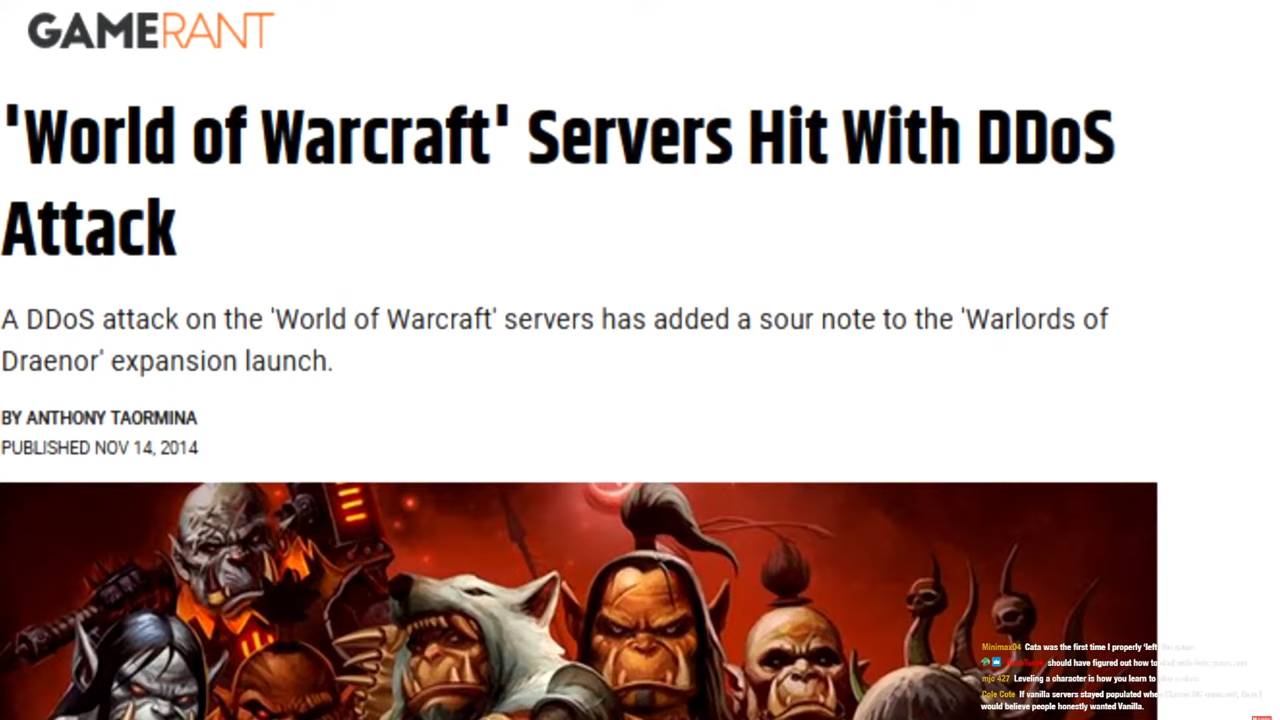 GAMERANT
'World of Warcraft' Servers Hit With DDoS
Attack
A DDoS attack on the 'World of Warcraft' servers has added a sour note to the 'Warlords of
Draenor' expansion launch.
BY ANTHONY TAORMINA
PUBLISHED NOV 14, 2014
Minimax04 Cata was the first time I properly 'left the game
should have figured out how to
mjc 427 Leveling a character is how you learn to
Cole Cote If vanilla servers stayed populated when
would believe people honestly wanted Vanilla.